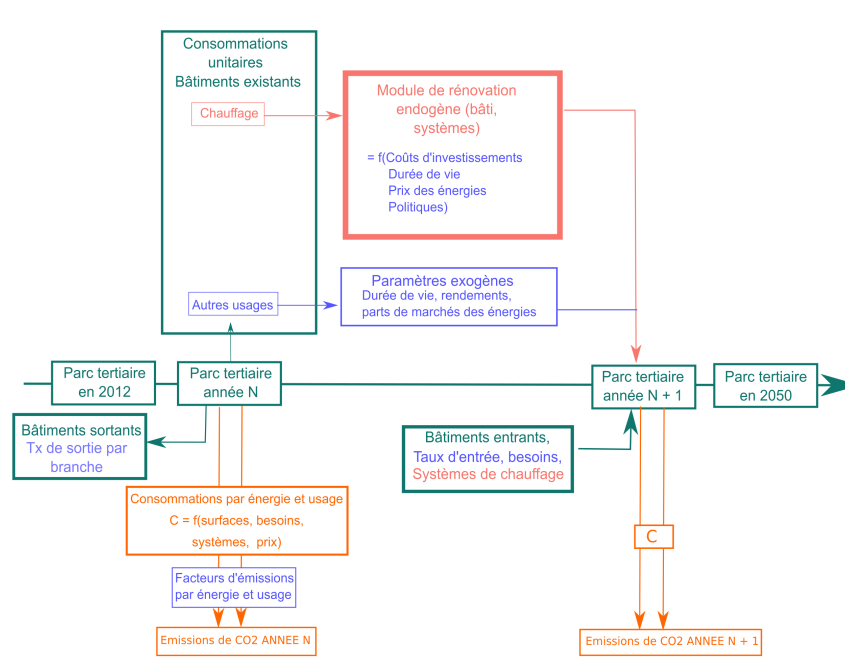 Consommations
unitaires
Bâtiments existants
Chauffage
Module de rénovation
endogène (bâti,
systèmes)
= f(Coûts d'investissements
Durée de vie
Prix des énergies
Politiques)
Autres usages
Paramètres exogènes
Durée de vie, rendements,
parts de marchés des énergies
Parc tertiaire
en 2012
Parc tertiaire
année N
Parc tertiaire
année N + 1
Parc tertiaire
en 2050
Bâtiments sortants
Tx de sortie par
branche
Bâtiments entrants,
Taux d'entrée, besoins,
Systèmes de chauffage
Consommations par énergie et usage
C = f(surfaces, besoins,
systèmes, prix)
C
Facteurs d'émissions
par énergie et usage
Emissions de CO2 ANNEE N
Emissions de CO2 ANNEE N + 1